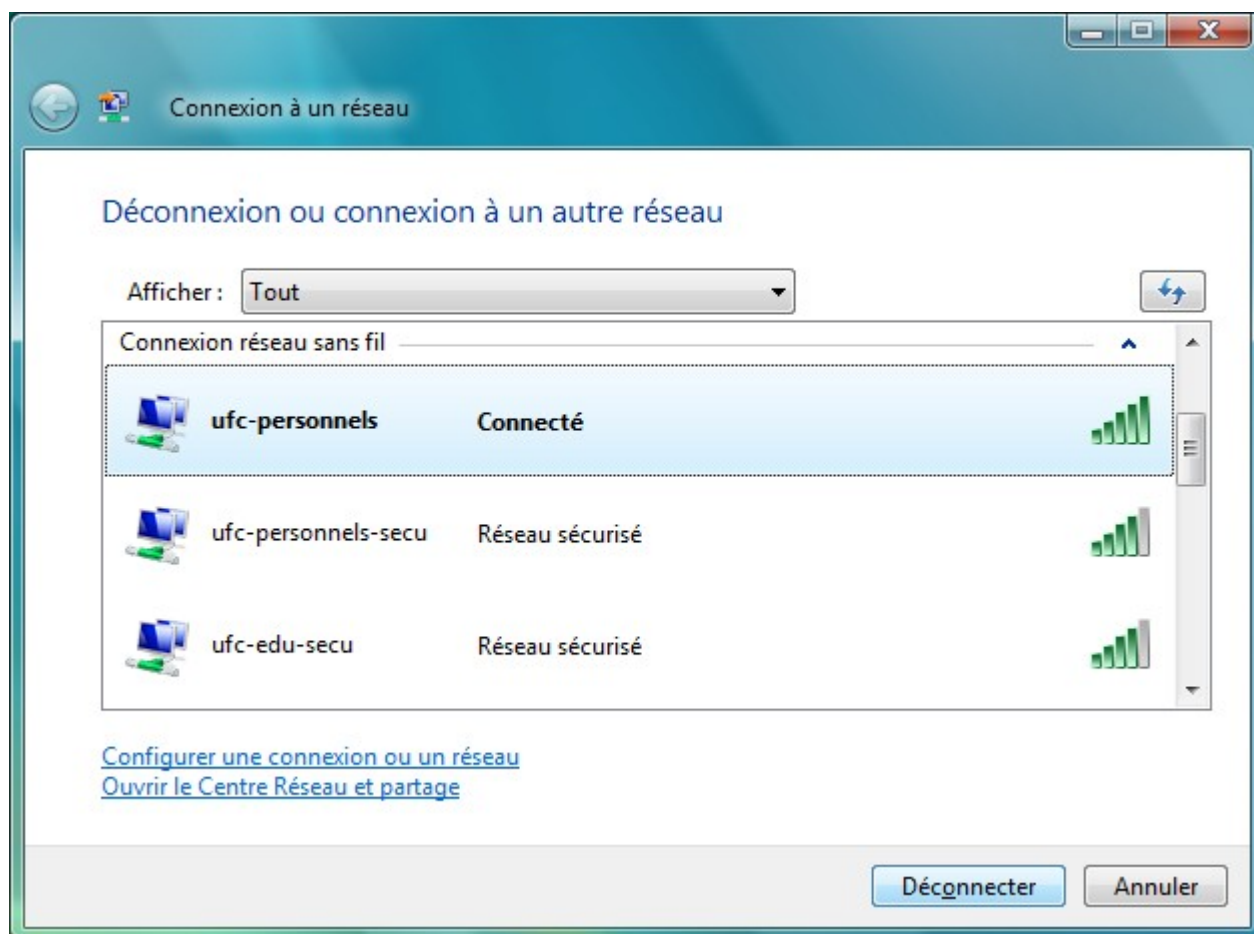 Connexion à un réseau
Déconnexion ou connexion à un autre réseau
Afficher : Tout
Connexion réseau sans fil
ufc-personnels Connecté
ufc-personnels-secu Réseau sécurisé
ufc-edu-secu Réseau sécurisé
Configurer une connexion ou un réseau
Ouvrir le Centre Réseau et partage
Déconnecter Annuler